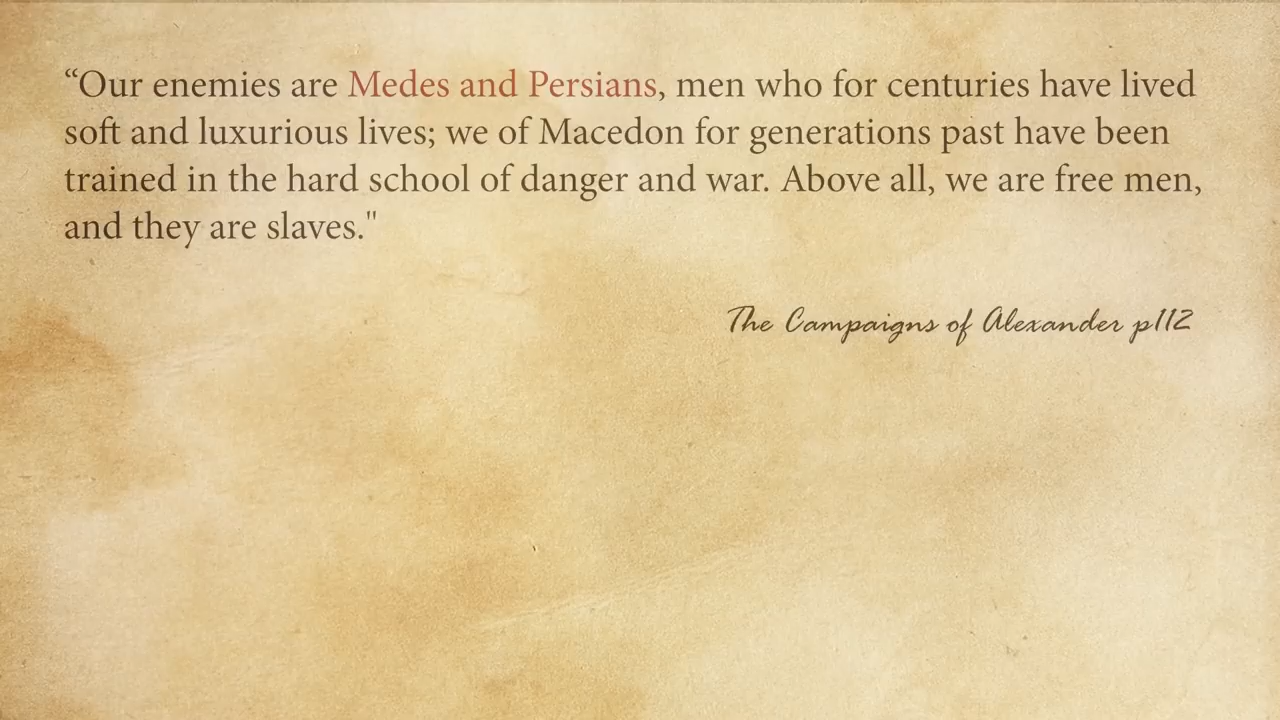 “Our enemies are Medes and Persians, men who for centuries have lived
soft and luxurious lives; we of Macedon for generations past have been
trained in the hard school of danger and war. Above all, we are free men,
and they are slaves."
The Campaigns of Alexander p112